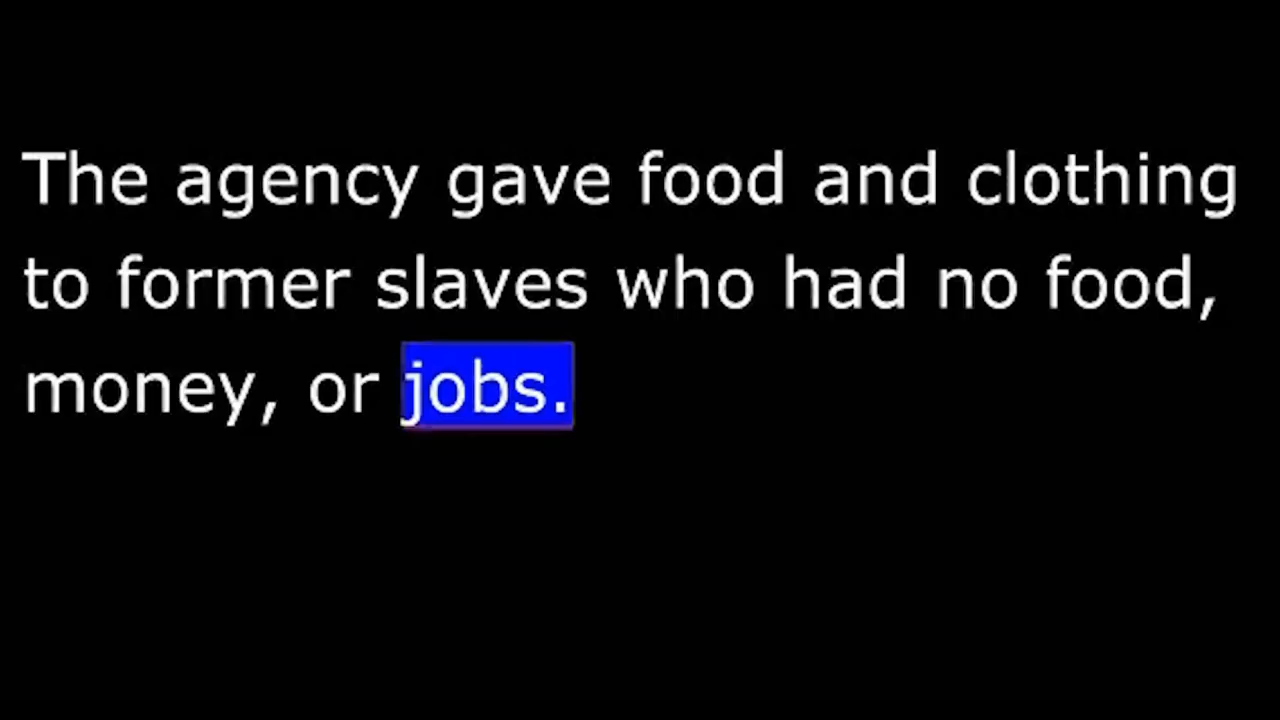 The agency gave food and clothing
to former slaves who had no food,
money, or jobs.